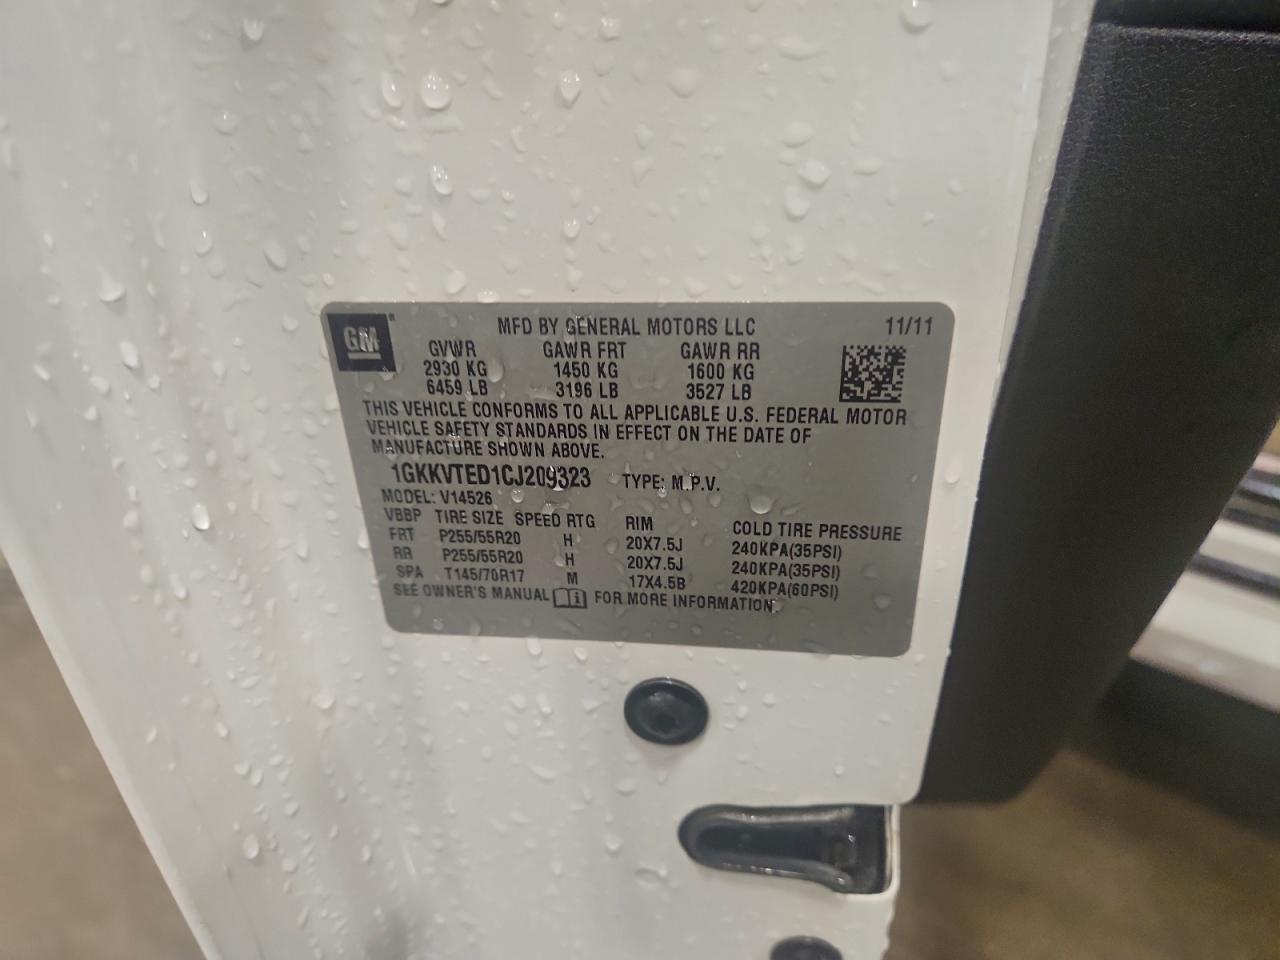 GM ®
MFD BY GENERAL MOTORS LLC 11/11
GVWR GAWR FRT GAWR RR
2930 KG 1450 KG 1600 KG
6459 LB 3196 LB 3527 LB
THIS VEHICLE CONFORMS TO ALL APPLICABLE U.S. FEDERAL MOTOR
VEHICLE SAFETY STANDARDS IN EFFECT ON THE DATE OF
MANUFACTURE SHOWN ABOVE.
1GKKVTED1CJ209323 TYPE: M.P.V.
MODEL: V14526
VBBP TIRE SIZE SPEED RTG RIM COLD TIRE PRESSURE
FRT P255/55R20 H 20X7.5J 240KPA(35PSI)
RR P255/55R20 H 20X7.5J 240KPA(35PSI)
SPA T145/70R17 M 17X4.5B 420KPA(60PSI)
SEE OWNER'S MANUAL FOR MORE INFORMATION